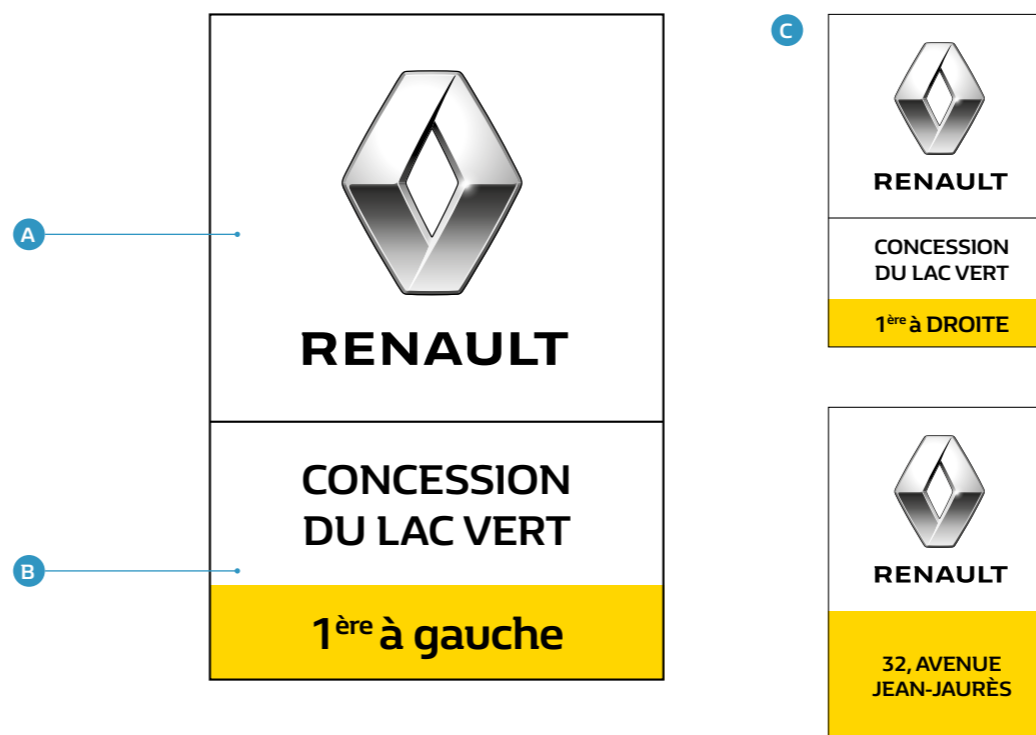 A
RENAULT
CONCESSION
DU LAC VERT
B
1ère à gauche
C
RENAULT
CONCESSION
DU LAC VERT
1ère à DROITE
RENAULT
32, AVENUE
JEAN-JAURÈS